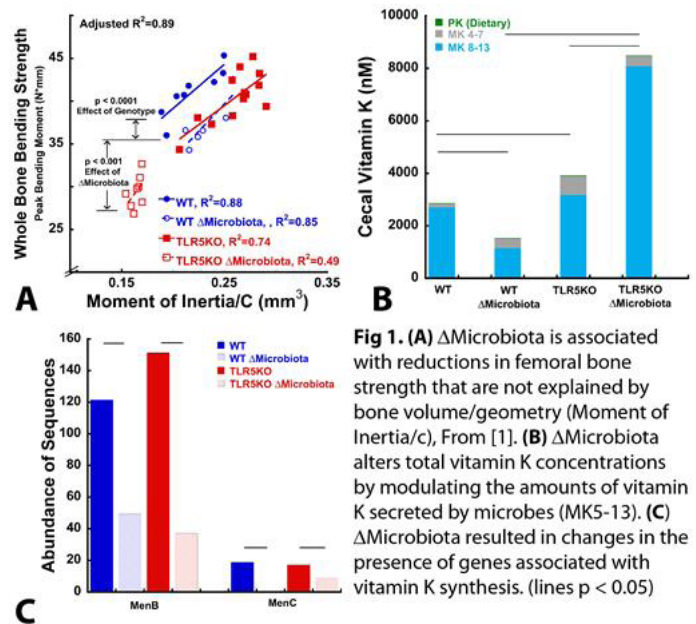 Adjusted R2=0.89
Whole Bone Bending Strength
Peak Bending Moment (N*mm)
45
35
25
p < 0.0001
Effect of Genotype
p < 0.001
Effect of
ΔMicrobiota
WT, R2=0.88
WT ΔMicrobiota, , R2=0.85
TLR5KO, R2=0.74
TLR5KO ΔMicrobiota, R2=0.49
0.15
0.25
0.35
Moment of Inertia/C (mm3)
A
Cecal Vitamin K (nM)
10000
8000
6000
4000
2000
0
PK (Dietary)
MK 4-7
MK 8-13
WT
WT
ΔMicrobiota
TLR5KO
TLR5KO
ΔMicrobiota
B
Abundance of Sequences
160
140
120
100
80
60
40
20
0
WT
WT ΔMicrobiota
TLR5KO
TLR5KO ΔMicrobiota
MenB
MenC
C
Fig 1. (A) ΔMicrobiota is associated
with reductions in femoral bone
strength that are not explained by
bone volume/geometry (Moment of
Inertia/c), From [1]. (B) ΔMicrobiota
alters total vitamin K concentrations
by modulating the amounts of vitamin
K secreted by microbes (MK5-13). (C)
ΔMicrobiota resulted in changes in the
presence of genes associated with
vitamin K synthesis. (lines p < 0.05)